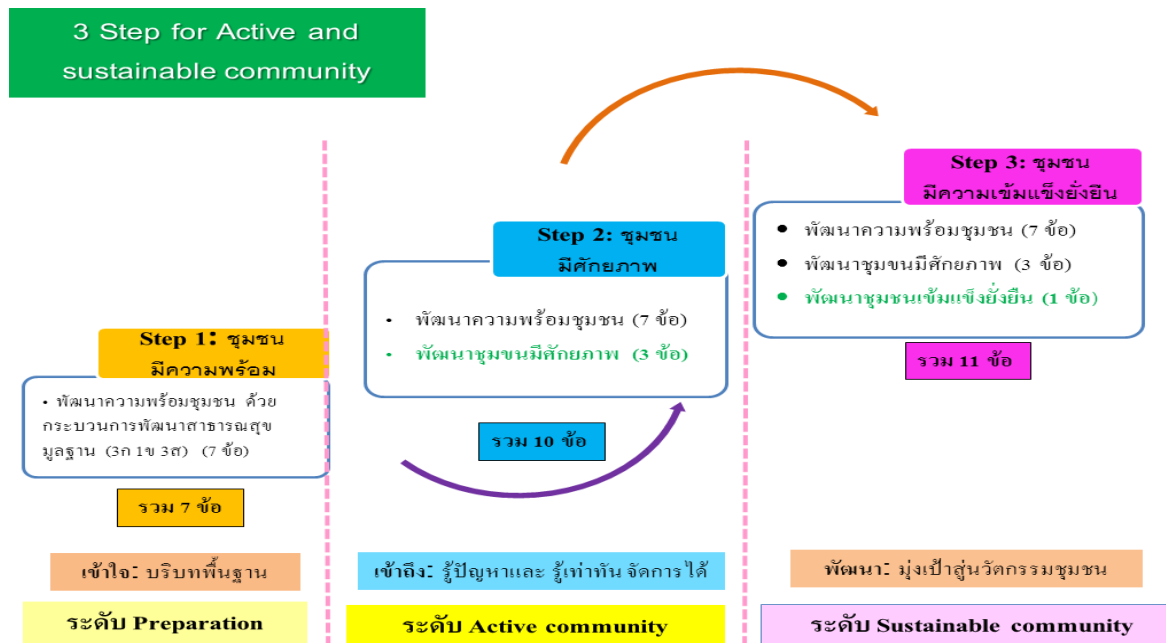 3 Step for Active and
sustainable community
Step 1: ชุมชน
มีความพร้อม
• พัฒนาความพร้อมชุมชน ด้วย
กระบวนการพัฒนาสาธารณสุข
มูลฐาน (3ก 1ข 3ส) (7 ข้อ)
รวม 7 ข้อ
เข้าใจ: บริบทพื้นฐาน
ระดับ Preparation
Step 2: ชุมชน
มีศักยภาพ
• พัฒนาความพร้อมชุมชน (7 ข้อ)
• พัฒนาชุมขนมีศักยภาพ (3 ข้อ)
รวม 10 ข้อ
เข้าถึง: รู้ปัญหาและ รู้เท่าทัน จัดการ ได้
ระดับ Active community
Step 3: ชุมชน
มีความเข้มแข็งยั่งยืน
• พัฒนาความพร้อมชุมชน (7 ข้อ)
• พัฒนาชุมขนมีศักยภาพ (3 ข้อ)
• พัฒนาชุมชนเข้มแข็งยั่งยืน (1 ข้อ)
รวม 11 ข้อ
พัฒนา: มุ่งเป้าสู่นวัตกรรมชุมชน
ระดับ Sustainable community